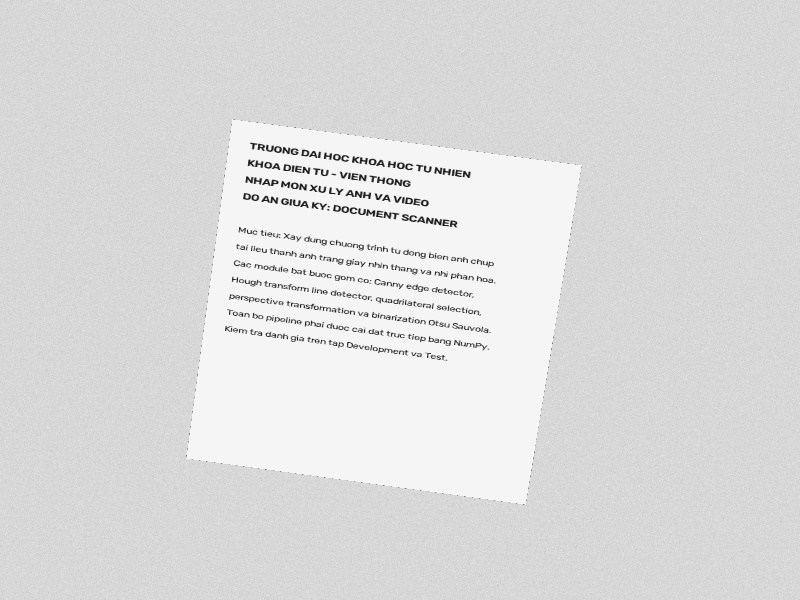 TRUONG DAI HOC KHOA HOC TU NHIEN
KHOA DIEN TU - VIEN THONG
NHAP MON XU LY ANH VA VIDEO
DO AN GIUA KY: DOCUMENT SCANNER
Muc tieu: Xay dung chuong trinh tu dong bien anh chup
tai lieu thanh anh trang giay nhin thang va nhi phan hoa.
Cac module bat buoc gom co: Canny edge detector,
Hough transform line detector, quadrilateral selection,
perspective transformation va binarization Otsu Sauvola.
Toan bo pipeline phai duoc cai dat truc tiep bang NumPy.
Kiem tra danh gia tren tap Development va Test.